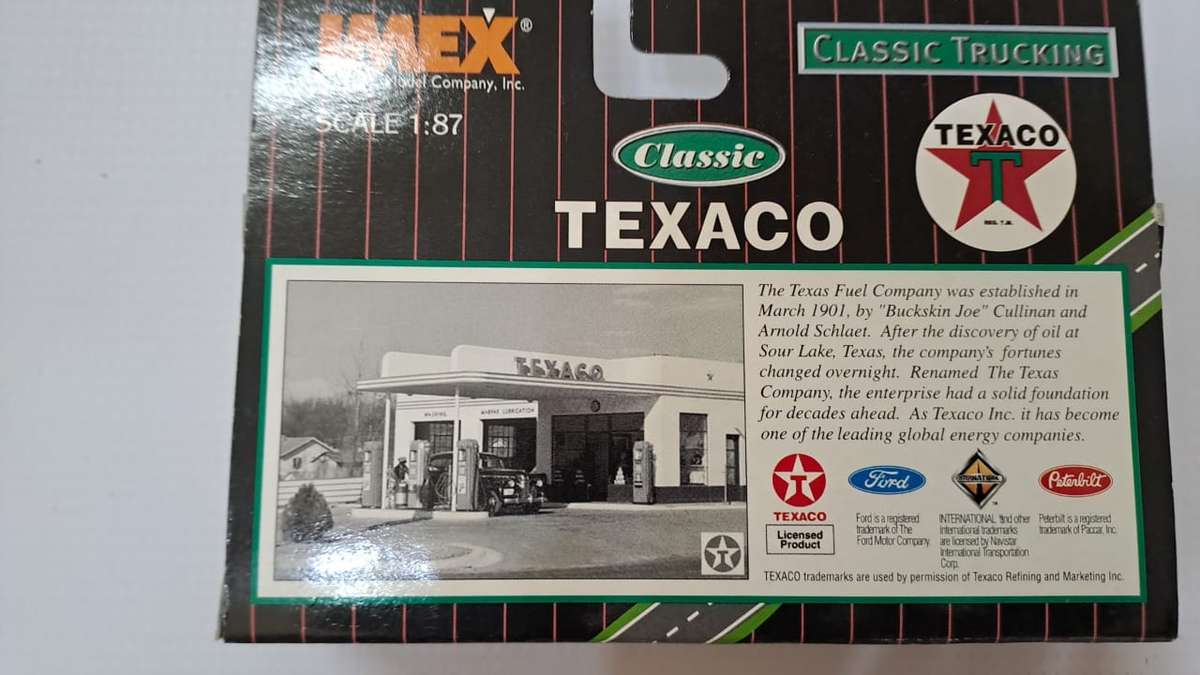 IMEX®
Model Company, Inc.
SCALE 1:87
CLASSIC TRUCKING
Classic
TEXACO
TEXACO
T
REG. T.M.
The Texas Fuel Company was established in
March 1901, by "Buckskin Joe" Cullinan and
Arnold Schlaet. After the discovery of oil at
Sour Lake, Texas, the company's fortunes
changed overnight. Renamed The Texas
Company, the enterprise had a solid foundation
for decades ahead. As Texaco Inc. it has become
one of the leading global energy companies.
TEXACO
WASHING
MARFAK LUBRICATION
T
TEXACO
Licensed
Product
Ford
Ford is a registered
trademark of The
Ford Motor Company.
INTERNATIONAL
INTERNATIONAL and other
International trademarks
are licensed by Navistar
International Transportation
Corp.
Peterbilt
Peterbilt is a registered
trademark of Paccar, Inc.
TEXACO trademarks are used by permission of Texaco Refining and Marketing Inc.
T